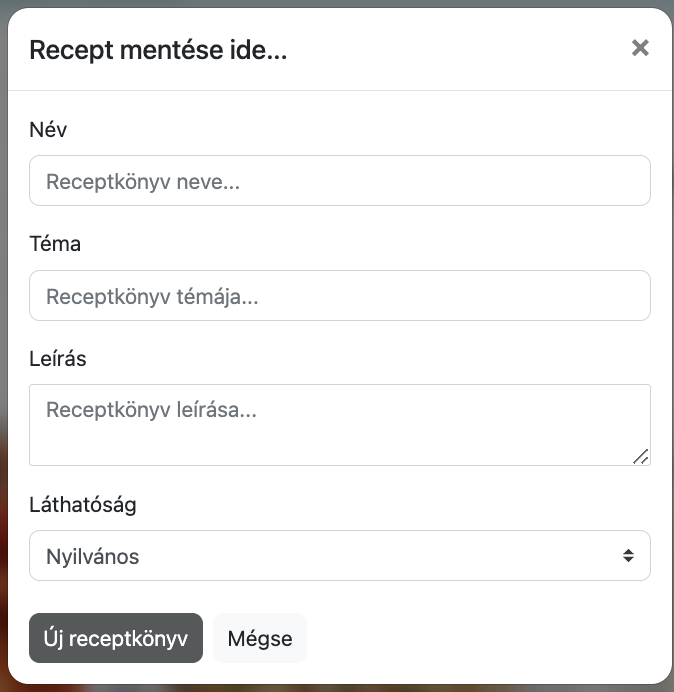 Recept mentése ide...
Név
Receptkönyv neve...
Téma
Receptkönyv témája...
Leírás
Receptkönyv leírása...
Láthatóság
Nyilvános
Új receptkönyv
Mégse